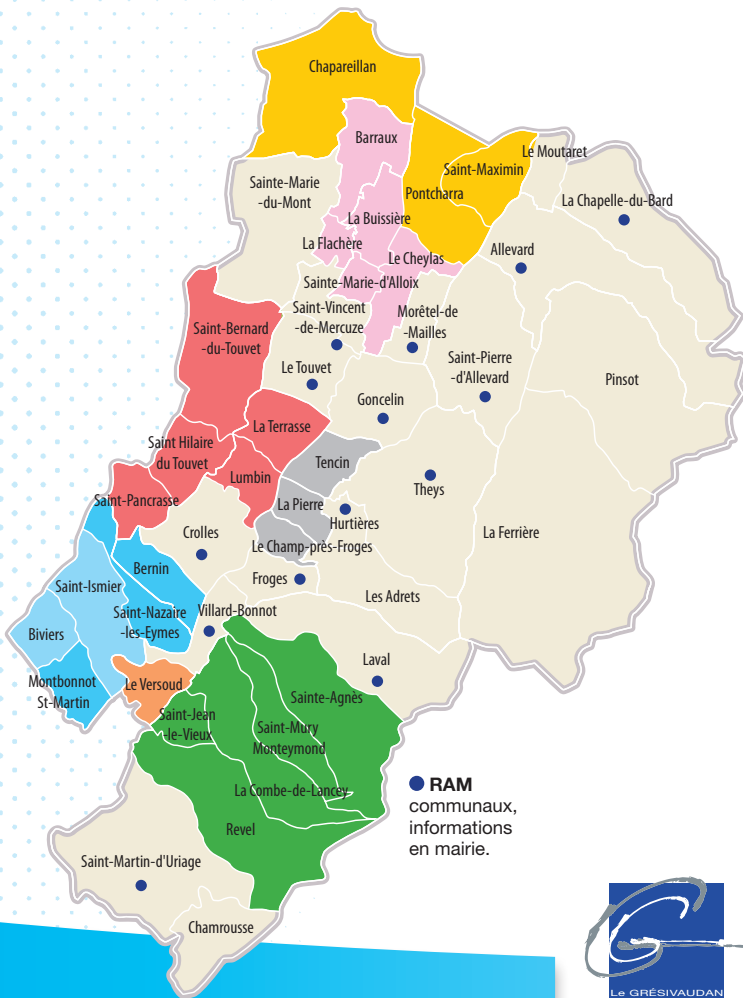 Chapareillan
Barraux
Le Moutaret
Saint-Maximin
Sainte-Marie
-du-Mont
Pontcharra
La Chapelle-du-Bard
La Buissière
La Flachère
Allevard
Le Cheylas
Sainte-Marie-d'Alloix
Saint-Vincent
-de-Mercuze
Morêtel-de
-Mailles
Saint-Bernard
-du-Touvet
Saint-Pierre
-d'Allevard
Le Touvet
Pinsot
Goncelin
La Terrasse
Saint Hilaire
du Touvet
Tencin
Lumbin
Theys
Saint-Pancrasse
La Pierre
Hurtières
Crolles
La Ferrière
Le Champ-près-Froges
Bernin
Froges
Saint-Ismier
Les Adrets
Saint-Nazaire
-les-Eymes
Villard-Bonnot
Biviers
Laval
Montbonnot
St-Martin
Le Versoud
Sainte-Agnès
Saint-Jean
-le-Vieux
Saint-Mury
Monteymond
La Combe-de-Lancey
RAM
communaux,
informations
en mairie.
Revel
Saint-Martin-d'Uriage
Chamrousse
Le GRÉSIVAUDAN